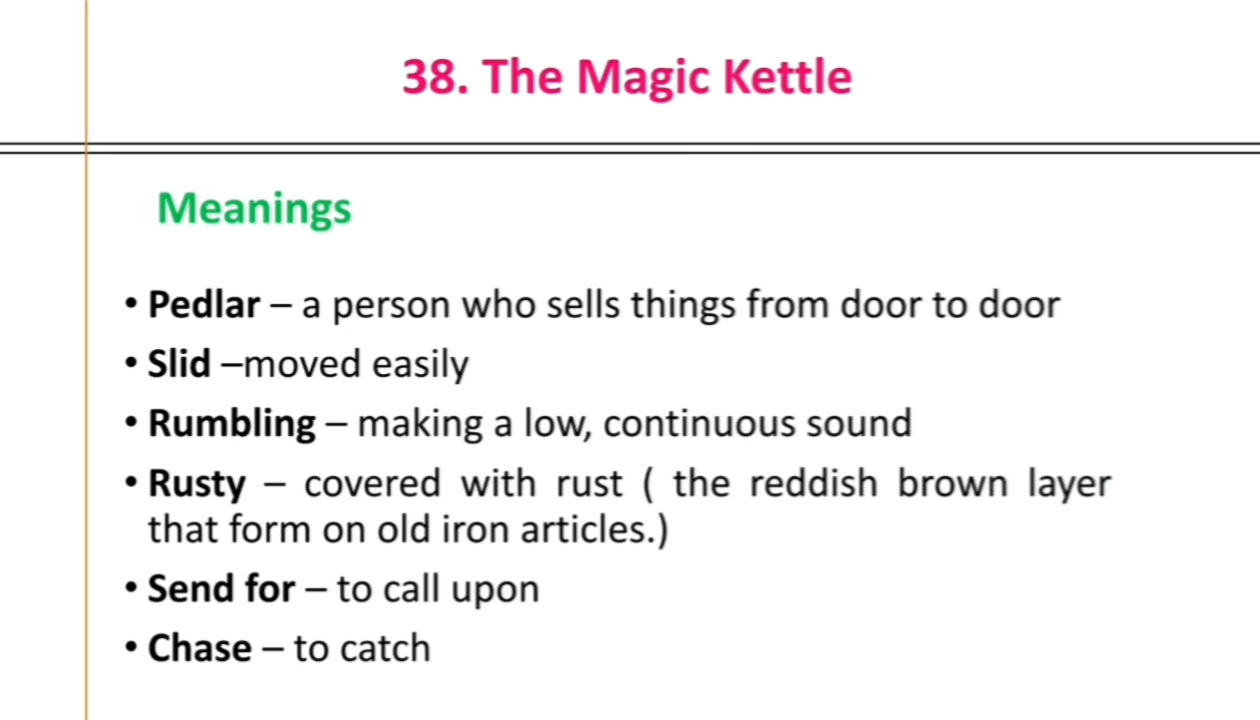 38. The Magic Kettle
Meanings
• Pedlar – a person who sells things from door to door
• Slid –moved easily
• Rumbling – making a low, continuous sound
• Rusty – covered with rust ( the reddish brown layer
that form on old iron articles.)
• Send for – to call upon
• Chase – to catch